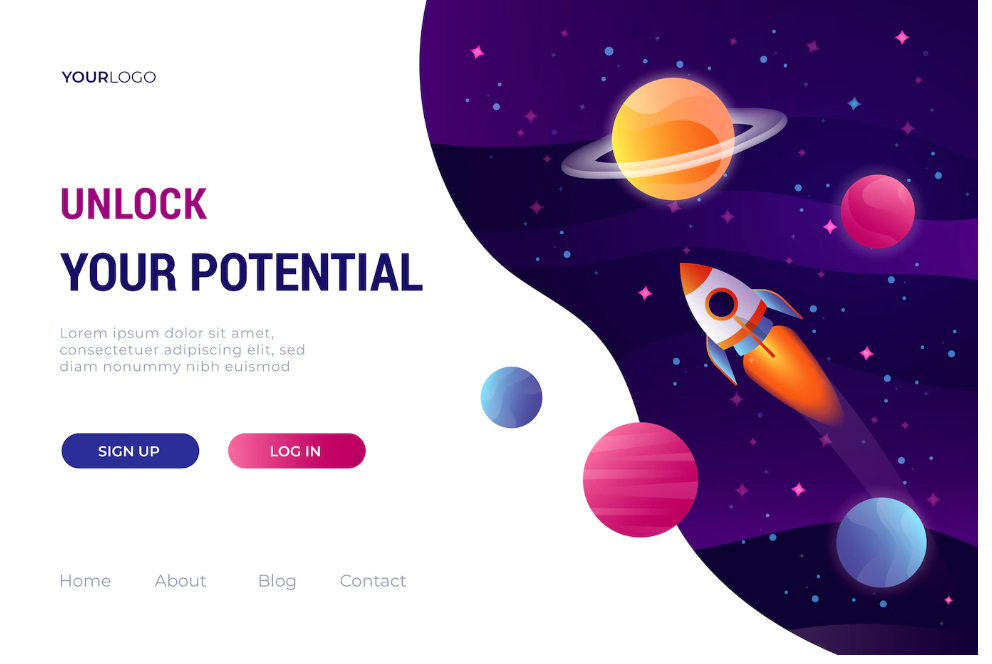 YOURLOGO
UNLOCK
YOUR POTENTIAL
Lorem ipsum dolor sit amet,
consectetuer adipiscing elit, sed
diam nonummy nibh euismod
SIGN UP LOG IN
Home About Blog Contact